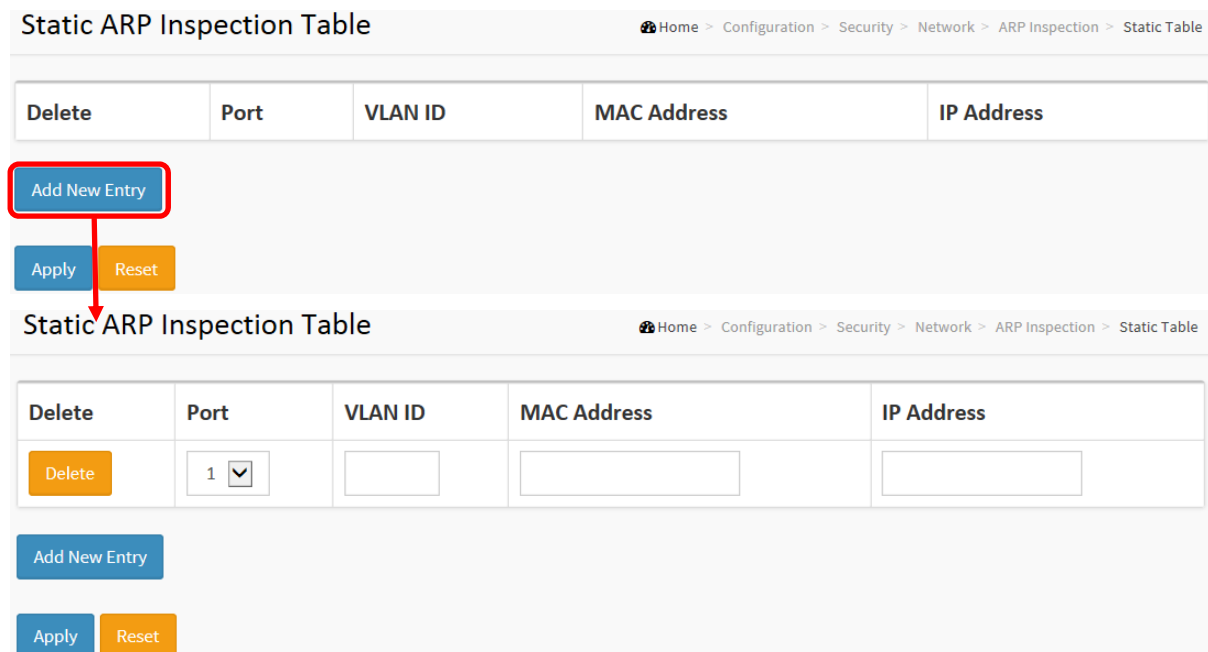 Static ARP Inspection Table
Home > Configuration > Security > Network > ARP Inspection > Static Table
Delete Port VLAN ID MAC Address IP Address
Add New Entry
Apply Reset
Static ARP Inspection Table
Home > Configuration > Security > Network > ARP Inspection > Static Table
Delete Port VLAN ID MAC Address IP Address
Delete 1
Add New Entry
Apply Reset